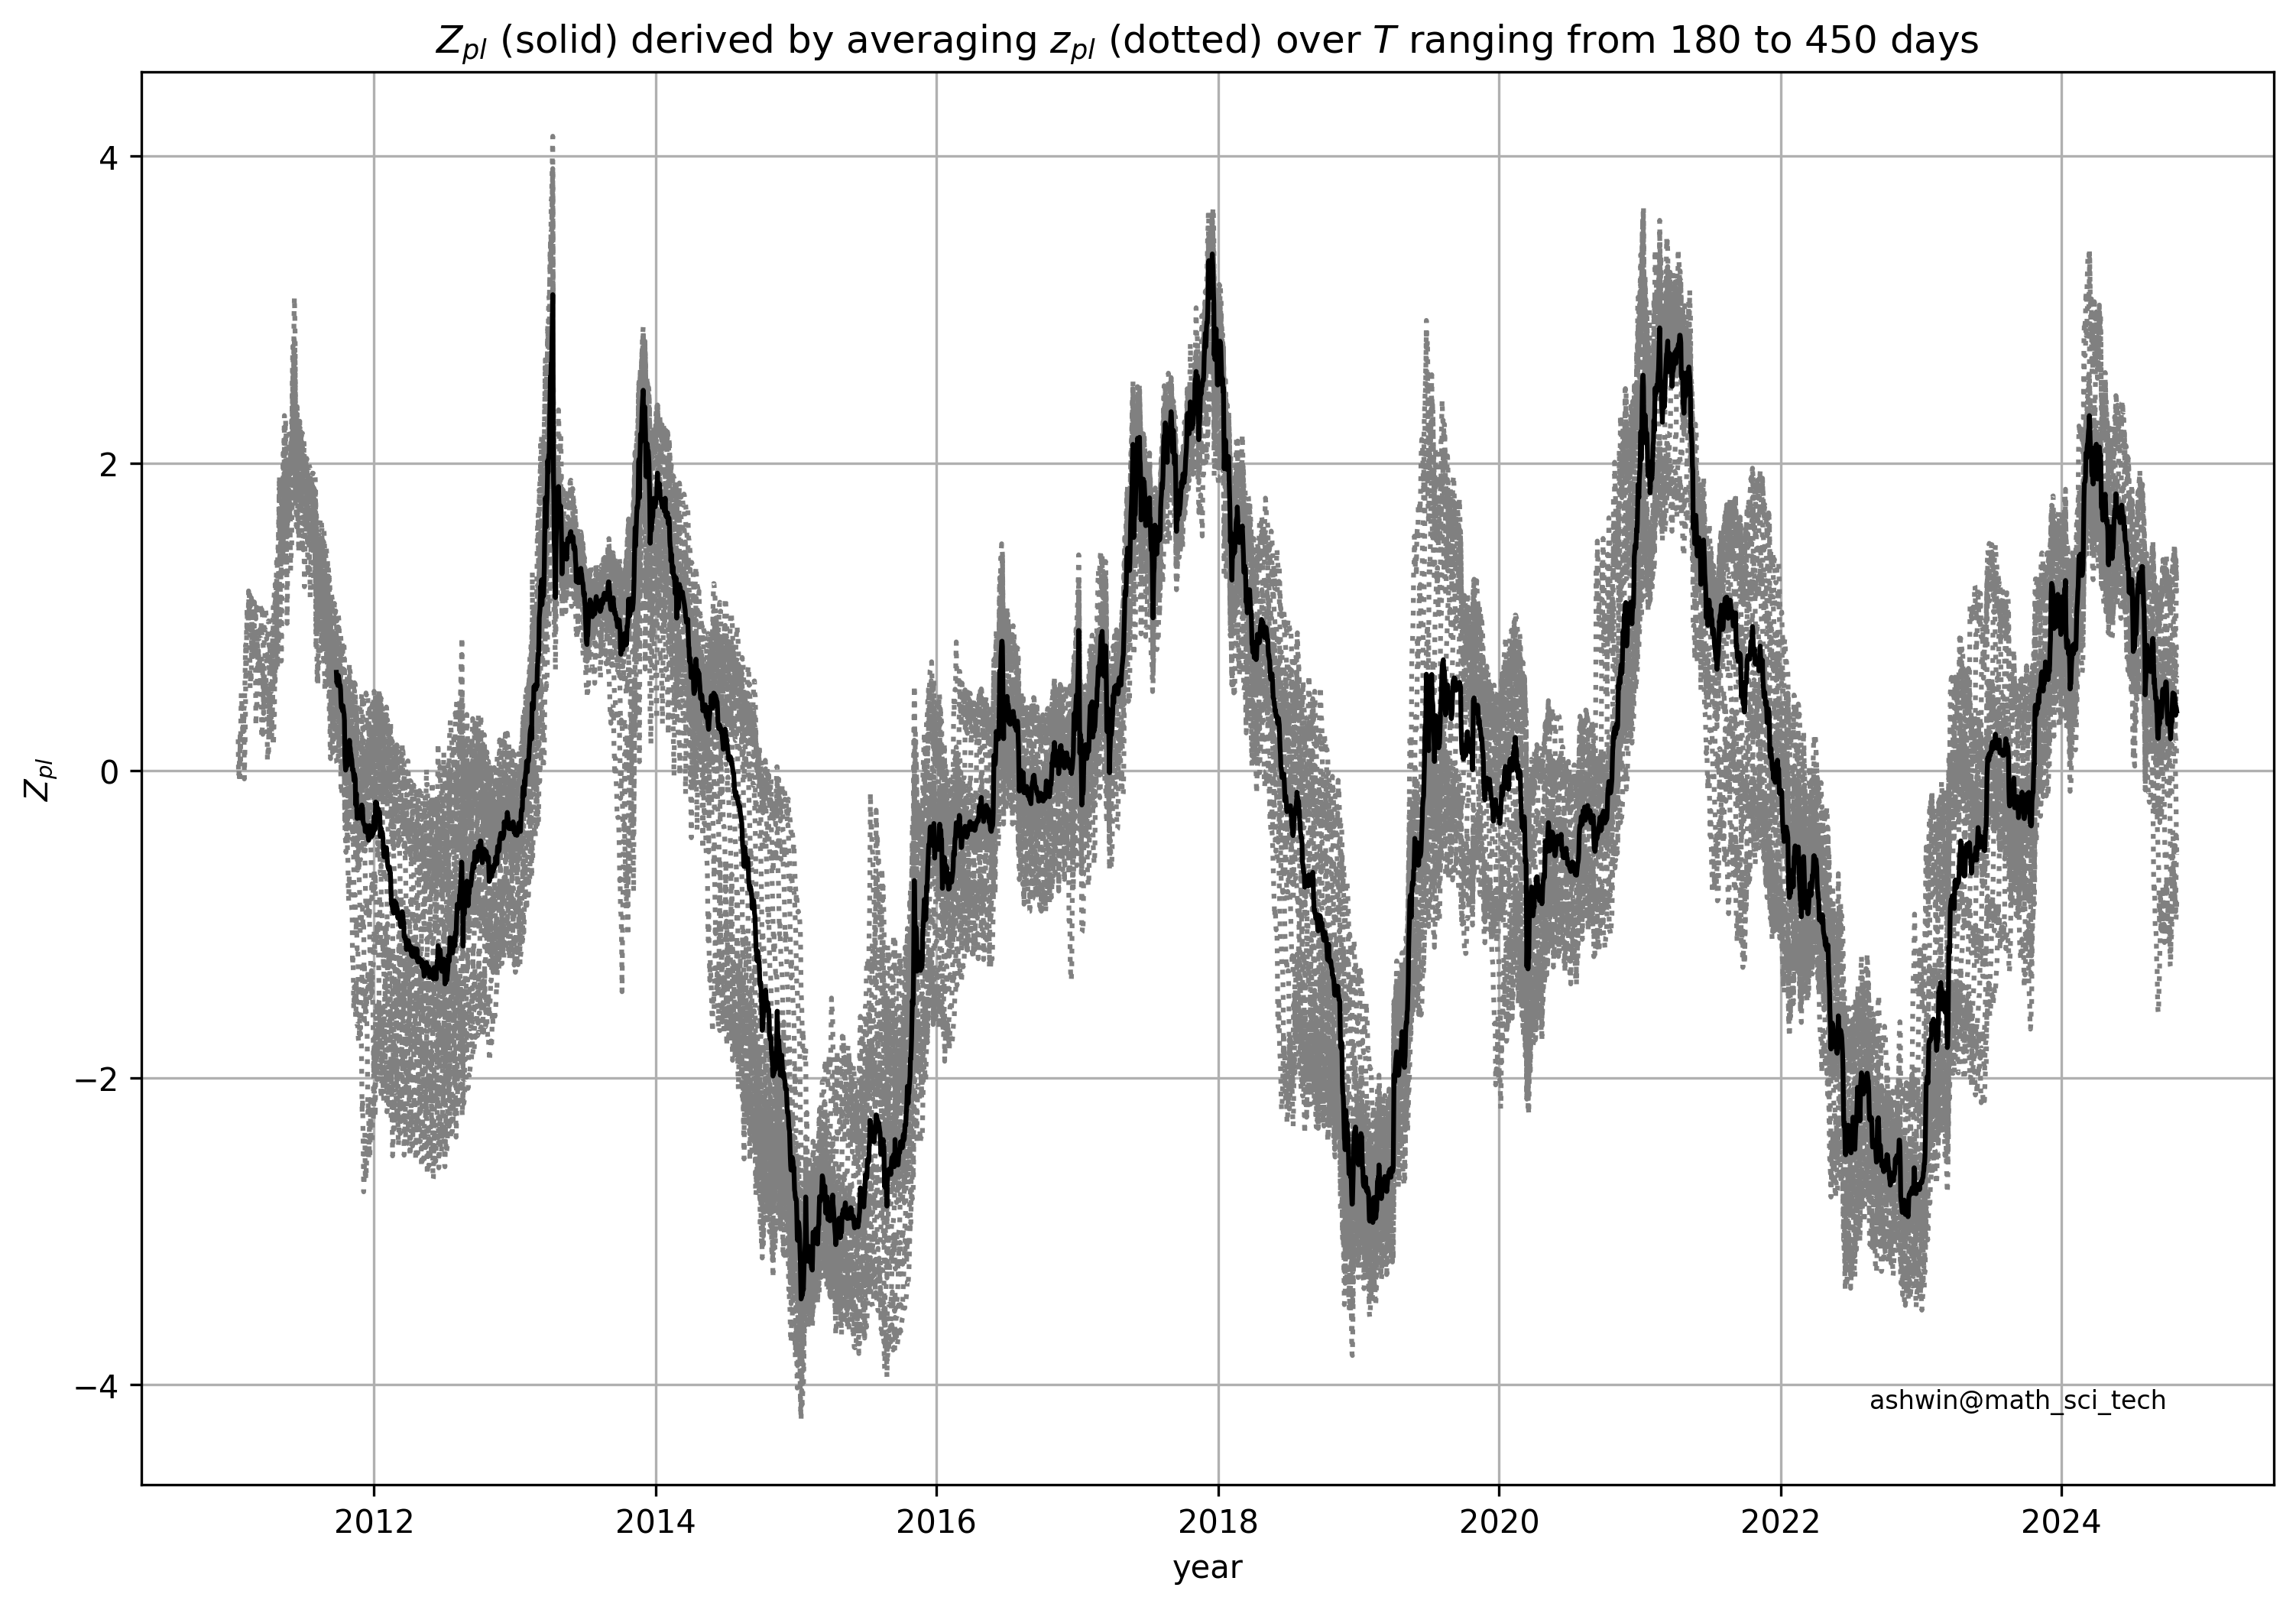 Z_pl (solid) derived by averaging z_pl (dotted) over T ranging from 180 to 450 days
4
2
0
−2
−4
Z_pl
2012 2014 2016 2018 2020 2022 2024
year
ashwin@math_sci_tech